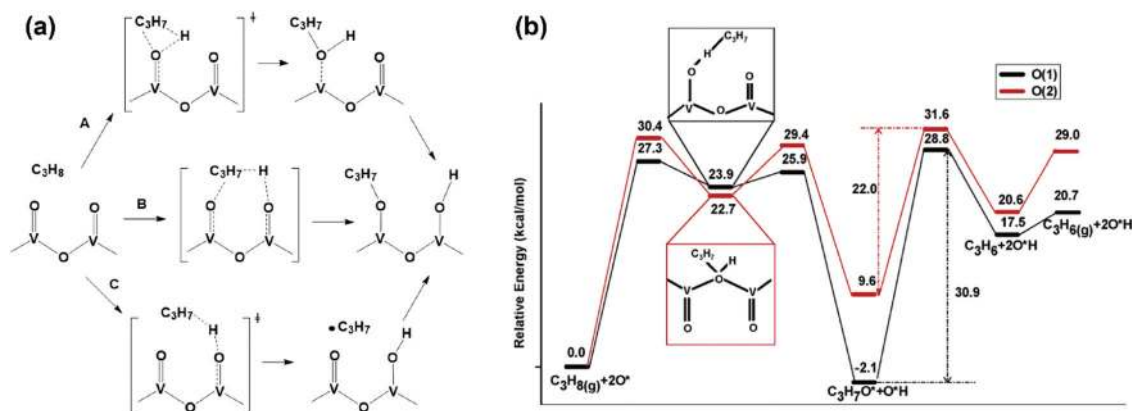 (a)
C₃H₇
H
‡
O
O
V
V
O
C₃H₇
H
O
O
V
V
O
A
C₃H₈
O
O
V
V
O
B
C₃H₇
H
O
O
V
V
O
C₃H₇
H
O
O
V
V
O
C
C₃H₇
H
‡
O
O
V
V
O
•C₃H₇
H
O
O
V
V
O
(b)
Relative Energy (kcal/mol)
C₃H₇
H
O
O
V
O
V
O(1)
O(2)
30.4
27.3
23.9
22.7
29.4
25.9
C₃H₇
H
O
V
V
O
O
31.6
28.8
29.0
22.0
20.6
20.7
17.5
C₃H₆(g)+2O*H
C₃H₆+2O*H
9.6
30.9
0.0
C₃H₈(g)+2O*
-2.1
C₃H₇O*+O*H